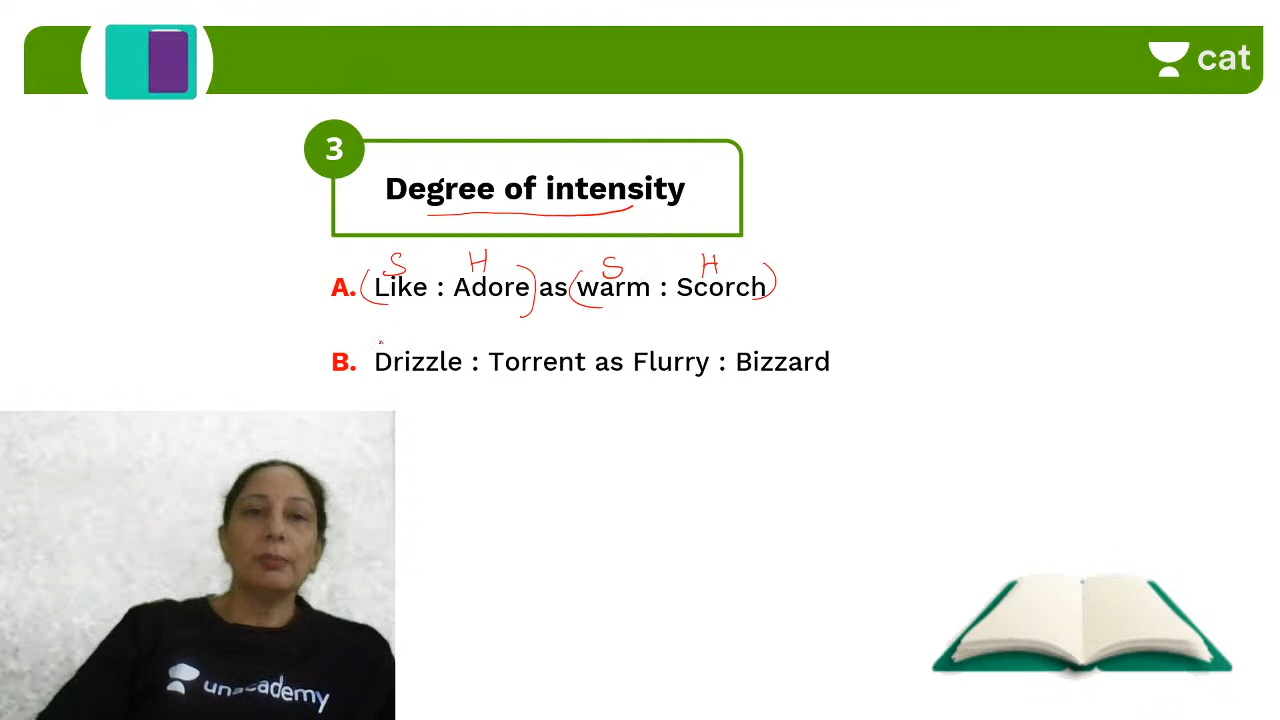 cat
3
Degree of intensity
S H S H
A. Like : Adore as warm : Scorch
B. Drizzle : Torrent as Flurry : Bizzard
unacademy